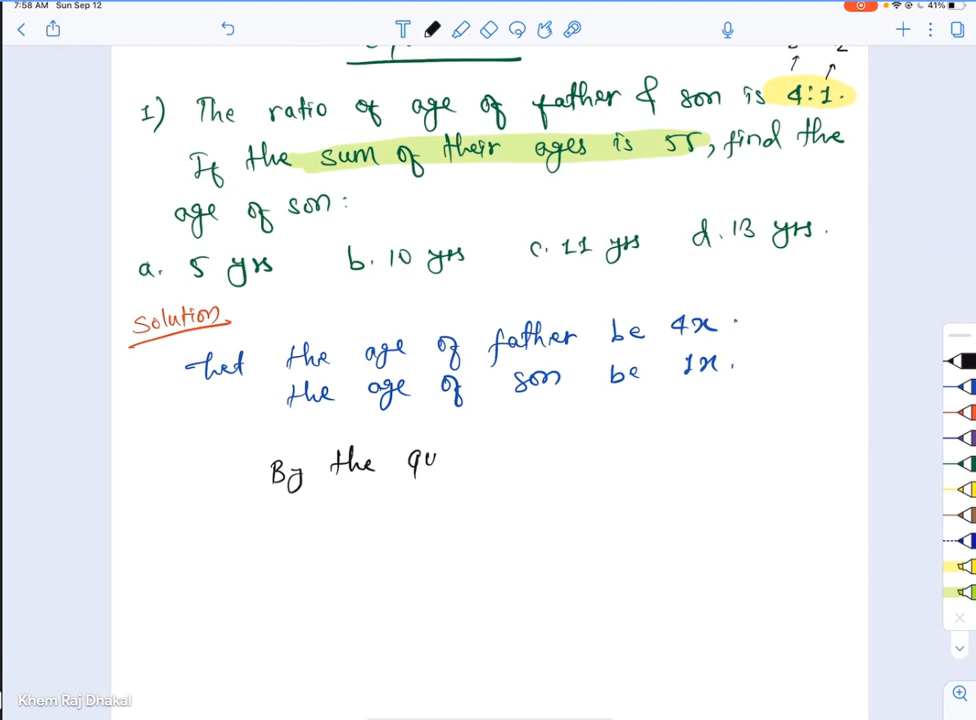 7:58 AM Sun Sep 12
41%
1) The ratio of age of father & son is 4:1.
If the sum of their ages is 55, find the
age of son:
a. 5 yrs b. 10 yrs c. 11 yrs d. 13 yrs.
Solution
Let the age of father be 4x.
the age of son be 1x.
By the qu
Khem Raj Dhakal